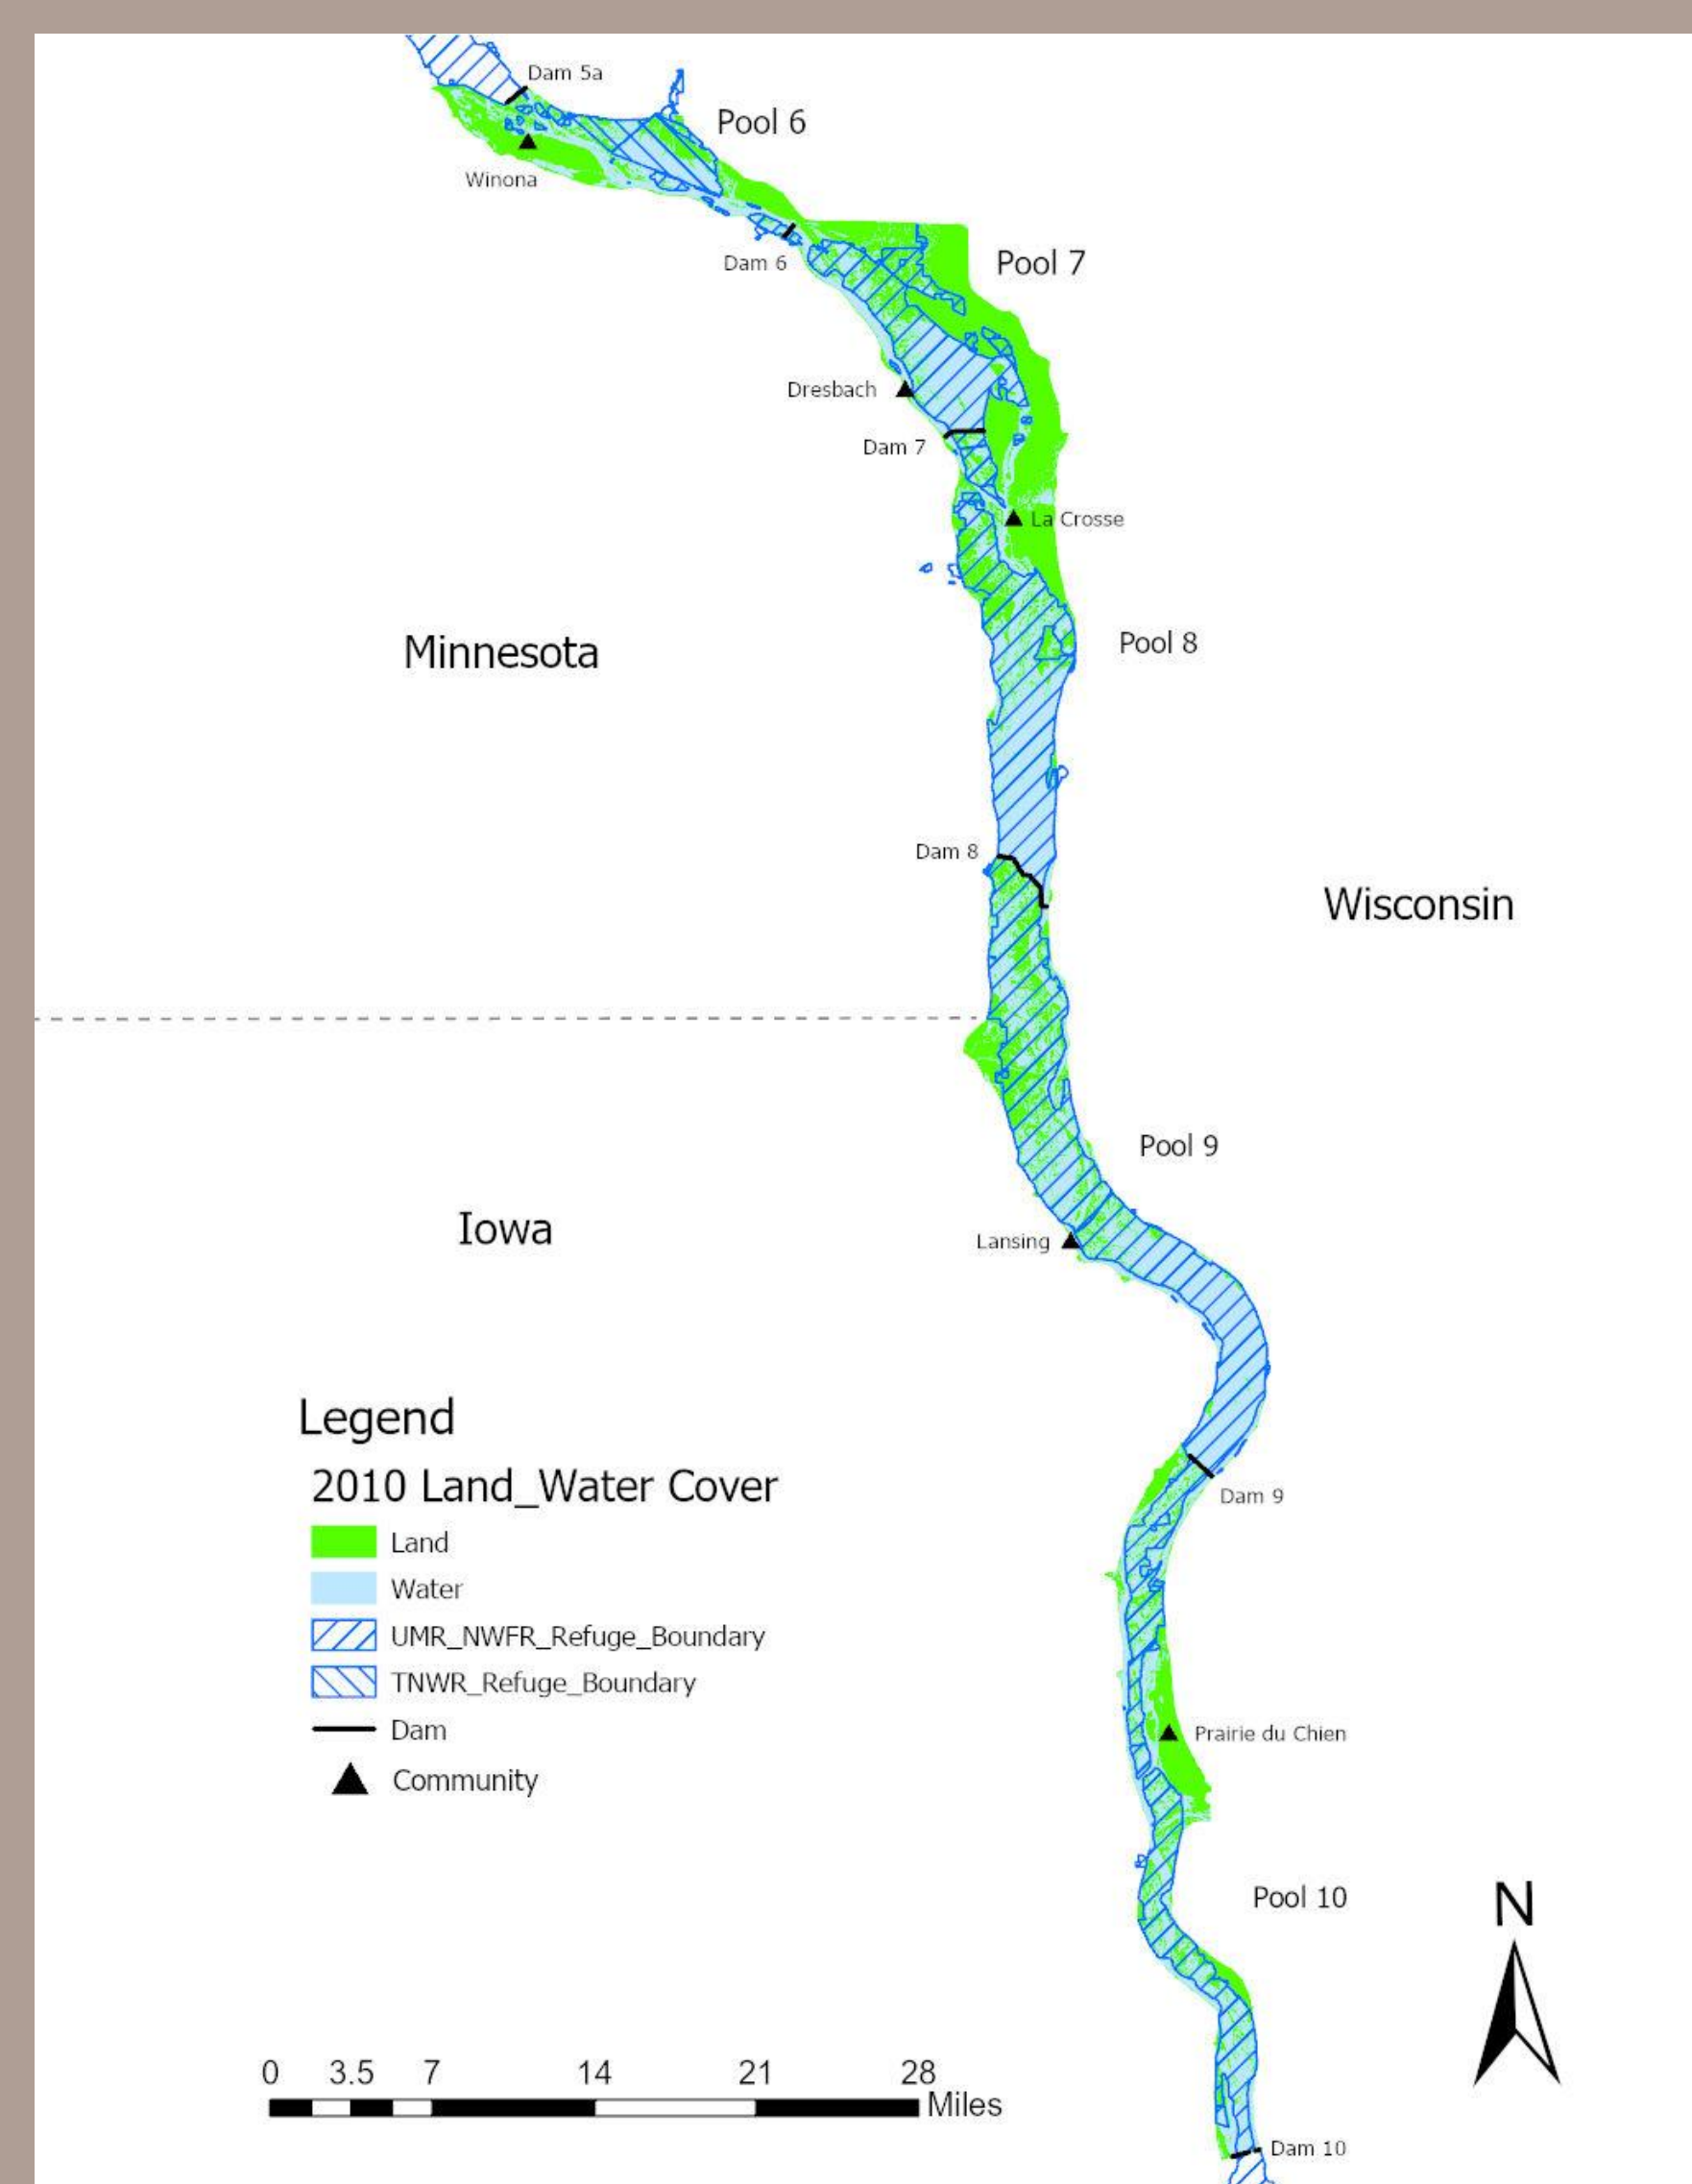 Dam 5a
Pool 6
Winona
Dam 6
Pool 7
Dresbach
Dam 7
La Crosse
Minnesota
Pool 8
Dam 8
Wisconsin
Pool 9
Iowa
Lansing
Legend
2010 Land_Water Cover
Land
Water
UMR_NWFR_Refuge_Boundary
TNWR_Refuge_Boundary
Dam
Community
Dam 9
Prairie du Chien
Pool 10
N
0 3.5 7 14 21 28
Miles
Dam 10